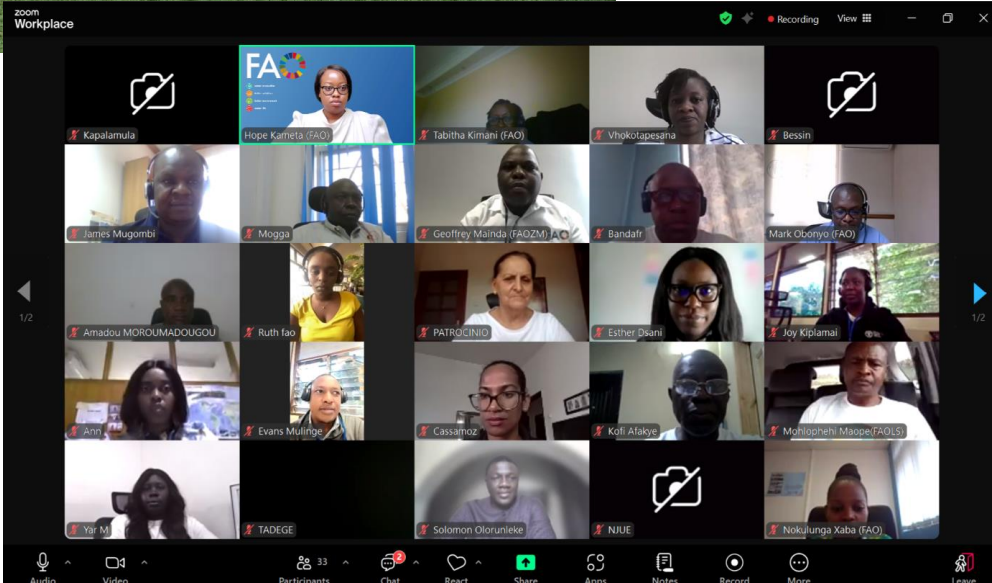 zoom
Workplace
Recording
View
FAO
Kapalamula
Hope Kameta (FAO)
Tabitha Kimani (FAO)
Vhokotapesana
Bessin
James Mugombi
Mogga
Geoffrey Mainda (FAOZM)
Bandafr
Mark Obonyo (FAO)
Amadou MOROUMADOUGOU
Ruth fao
PATROCINIO
Esther Dsani
Joy Kiplamai
1/2
1/2
Ann
Evans Mulinge
Cassamoz
Kofi Afakye
Mohlophehi Maope(FAOLS)
Yar M
TADEGE
Solomon Olorunleke
NJUE
Nokulunga Xaba (FAO)
33
2
Audio
Video
Participants
Chat
React
Share
Apps
Notes
Record
More
Leave